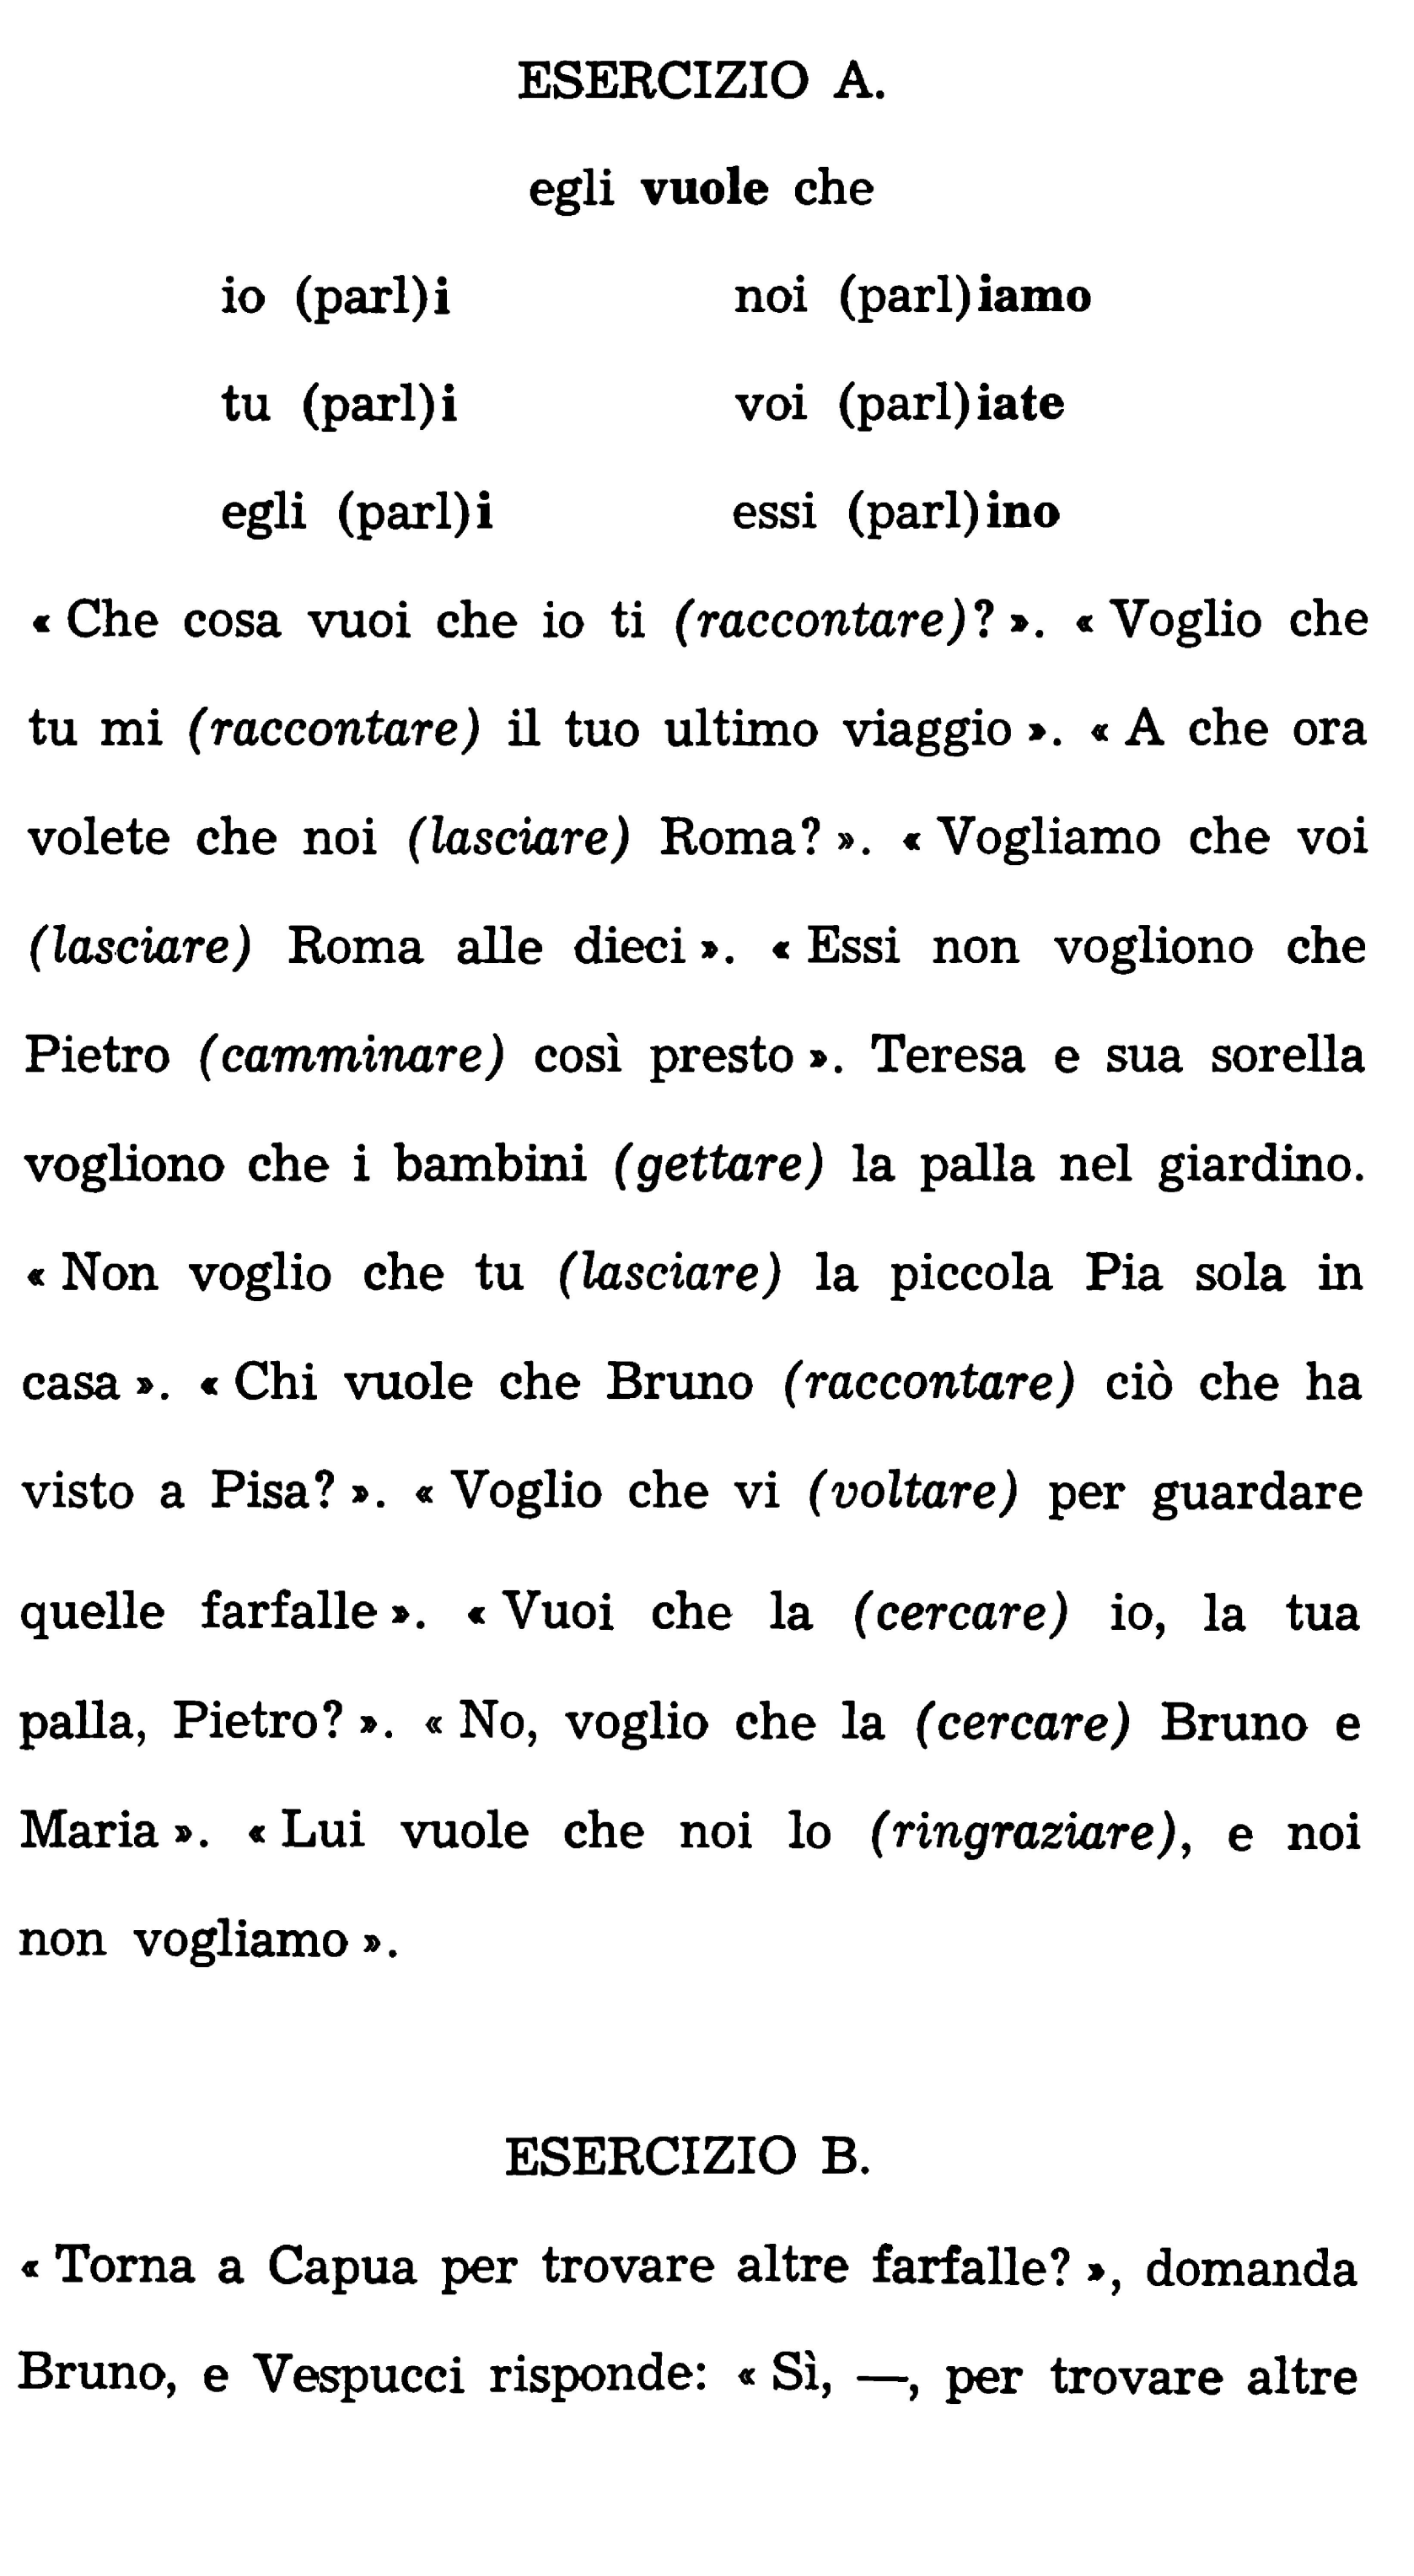 ESERCIZIO A.
egli vuole che
io (parl)i noi (parl)iamo
tu (parl)i voi (parl)iate
egli (parl)i essi (parl)ino
« Che cosa vuoi che io ti (raccontare)? ». « Voglio che
tu mi (raccontare) il tuo ultimo viaggio ». « A che ora
volete che noi (lasciare) Roma? ». « Vogliamo che voi
(lasciare) Roma alle dieci ». « Essi non vogliono che
Pietro (camminare) così presto ». Teresa e sua sorella
vogliono che i bambini (gettare) la palla nel giardino.
« Non voglio che tu (lasciare) la piccola Pia sola in
casa ». « Chi vuole che Bruno (raccontare) ciò che ha
visto a Pisa? ». « Voglio che vi (voltare) per guardare
quelle farfalle ». « Vuoi che la (cercare) io, la tua
palla, Pietro? ». « No, voglio che la (cercare) Bruno e
Maria ». « Lui vuole che noi lo (ringraziare), e noi
non vogliamo ».
ESERCIZIO B.
« Torna a Capua per trovare altre farfalle? », domanda
Bruno, e Vespucci risponde: « Sì, —, per trovare altre